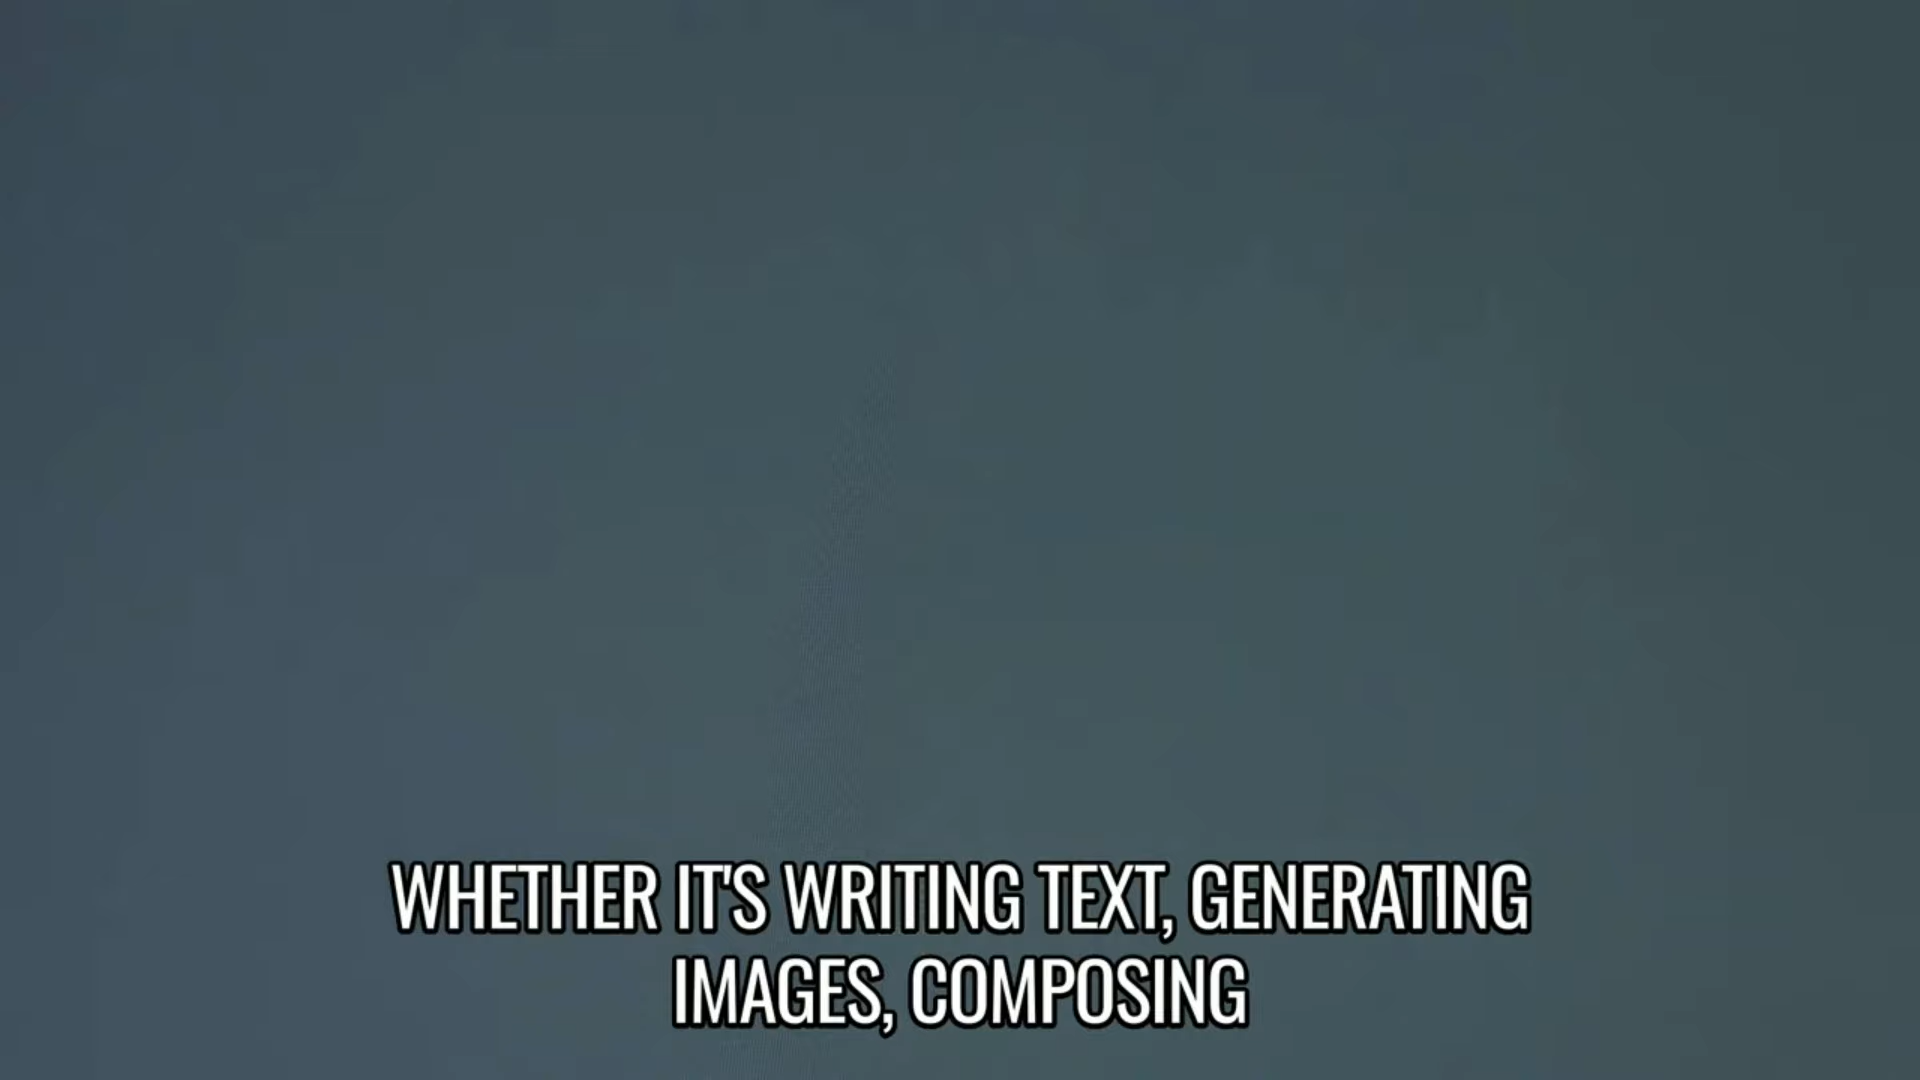 WHETHER IT'S WRITING TEXT, GENERATING
IMAGES, COMPOSING